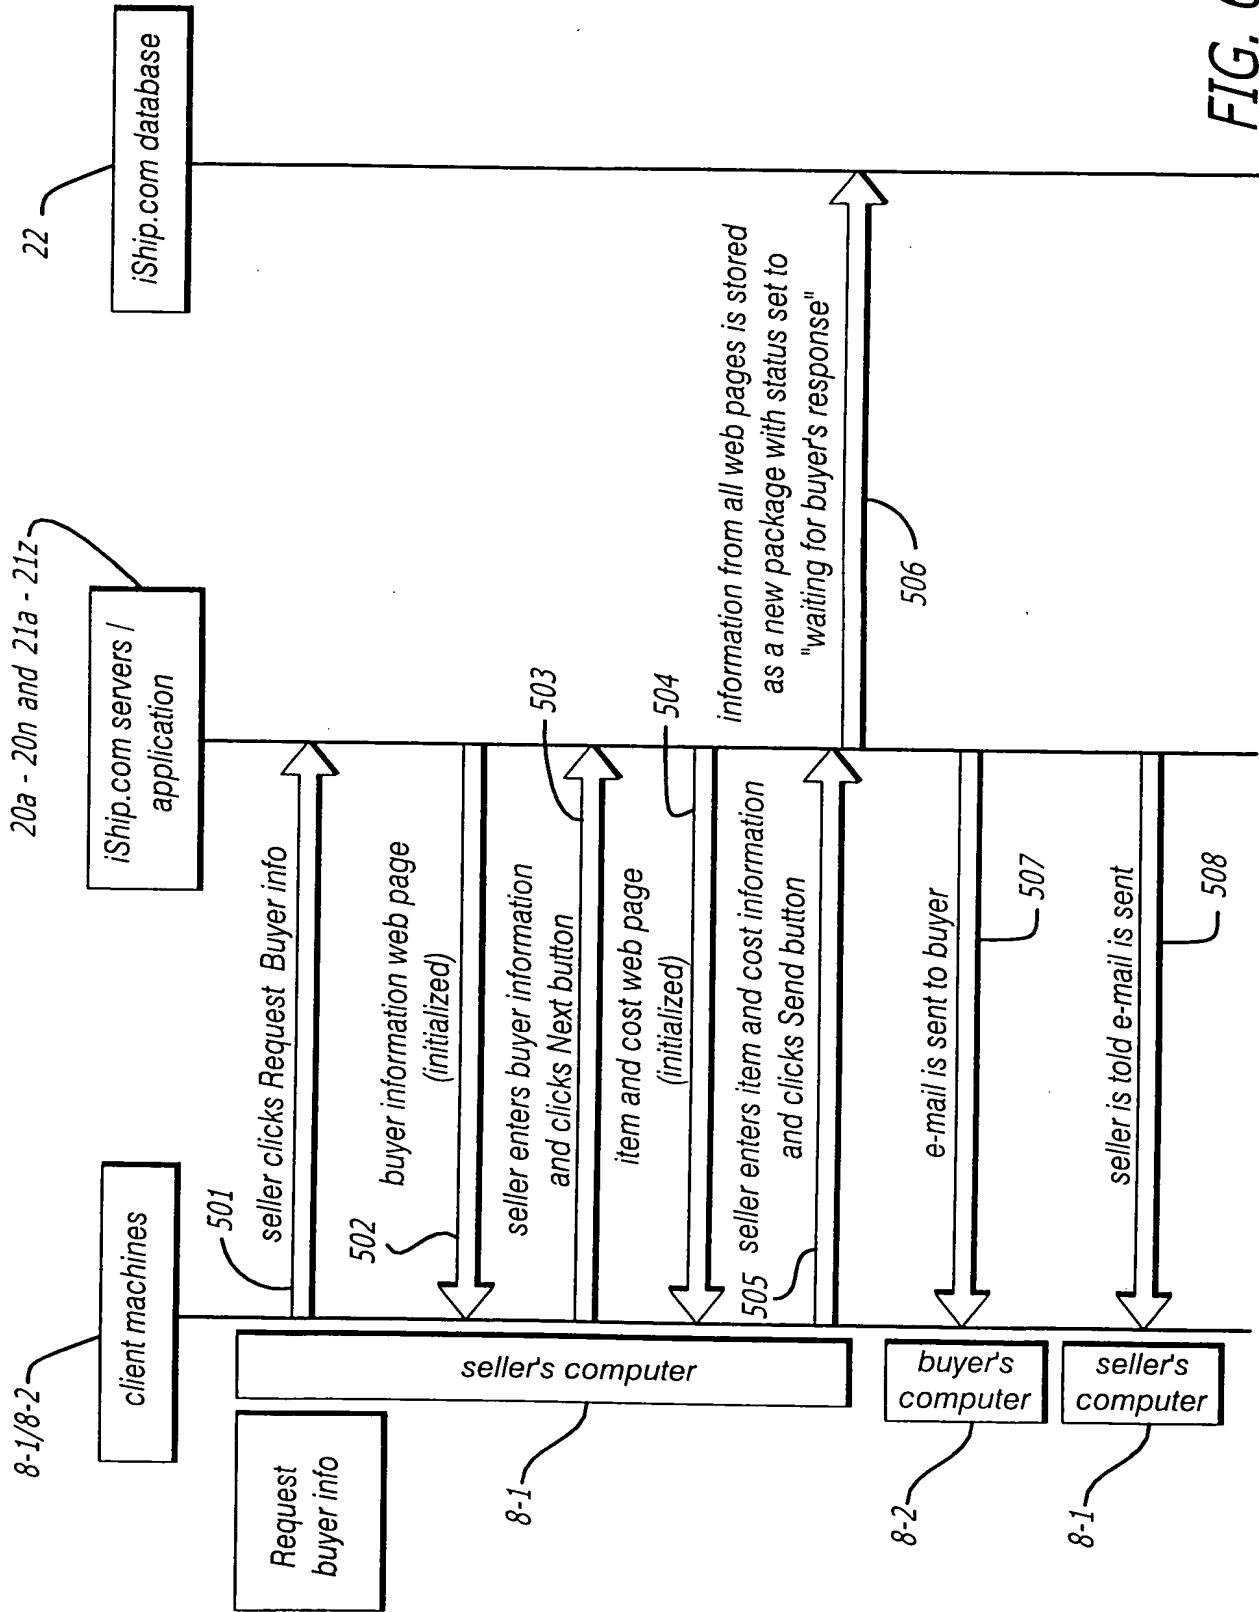 8-1/8-2
20a - 20n and 21a - 21z
22
client machines
iShip.com servers /
application
iShip.com database
Request
buyer info
501
seller clicks Request Buyer info
502
buyer information web page
(initialized)
seller enters buyer information
and clicks Next button
503
item and cost web page
(initialized)
504
505
seller enters item and cost information
and clicks Send button
information from all web pages is stored
as a new package with status set to
"waiting for buyer's response"
506
e-mail is sent to buyer
507
seller is told e-mail is sent
508
seller's computer
8-1
buyer's
computer
8-2
seller's
computer
8-1
FIG.